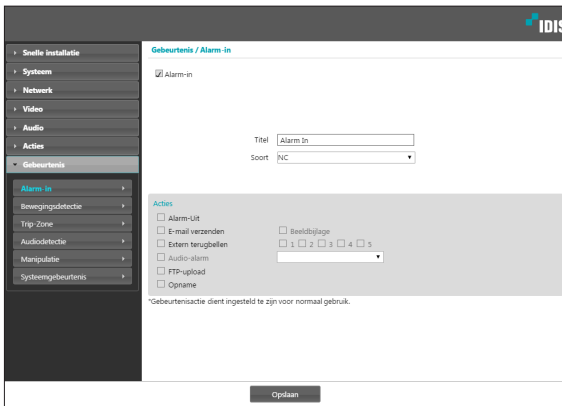 IDIS
Snelle installatie
Systeem
Netwerk
Video
Audio
Acties
Gebeurtenis
Alarm-in
Bewegingsdetectie
Trip-Zone
Audiodetectie
Manipulatie
Systeemgebeurtenis
Gebeurtenis / Alarm-in
Alarm-in
Titel Alarm In
Soort NC
Acties
Alarm-Uit
E-mail verzenden Beeldbijlage
Extern terugbellen 1 2 3 4 5
Audio-alarm
FTP-upload
Opname
*Gebeurtenisactie dient ingesteld te zijn voor normaal gebruik.
Opslaan